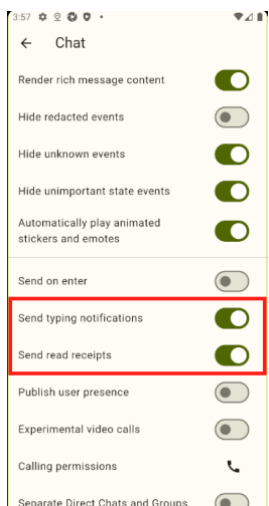 3:57
Chat
Render rich message content
Hide redacted events
Hide unknown events
Hide unimportant state events
Automatically play animated
stickers and emotes
Send on enter
Send typing notifications
Send read receipts
Publish user presence
Experimental video calls
Calling permissions
Separate Direct Chats and Groups